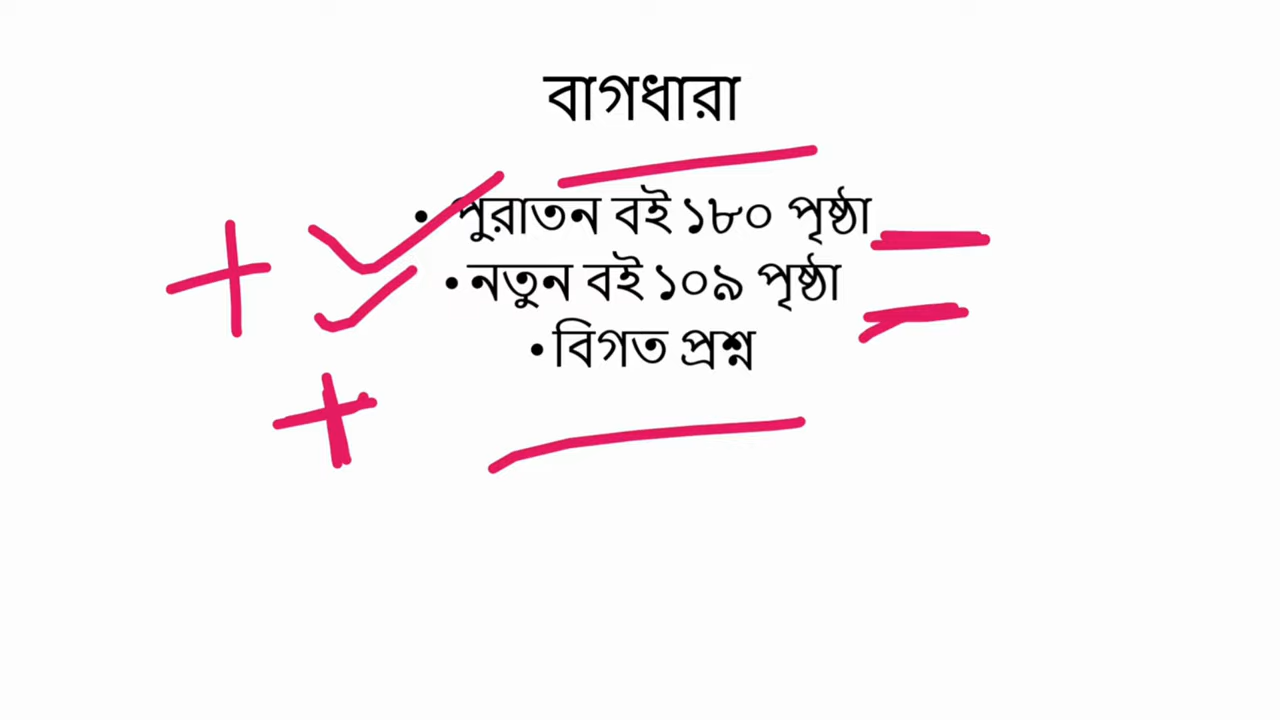 বাগধারা
• পুরাতন বই ১৮০ পৃষ্ঠা
• নতুন বই ১০৯ পৃষ্ঠা
• বিগত প্রশ্ন